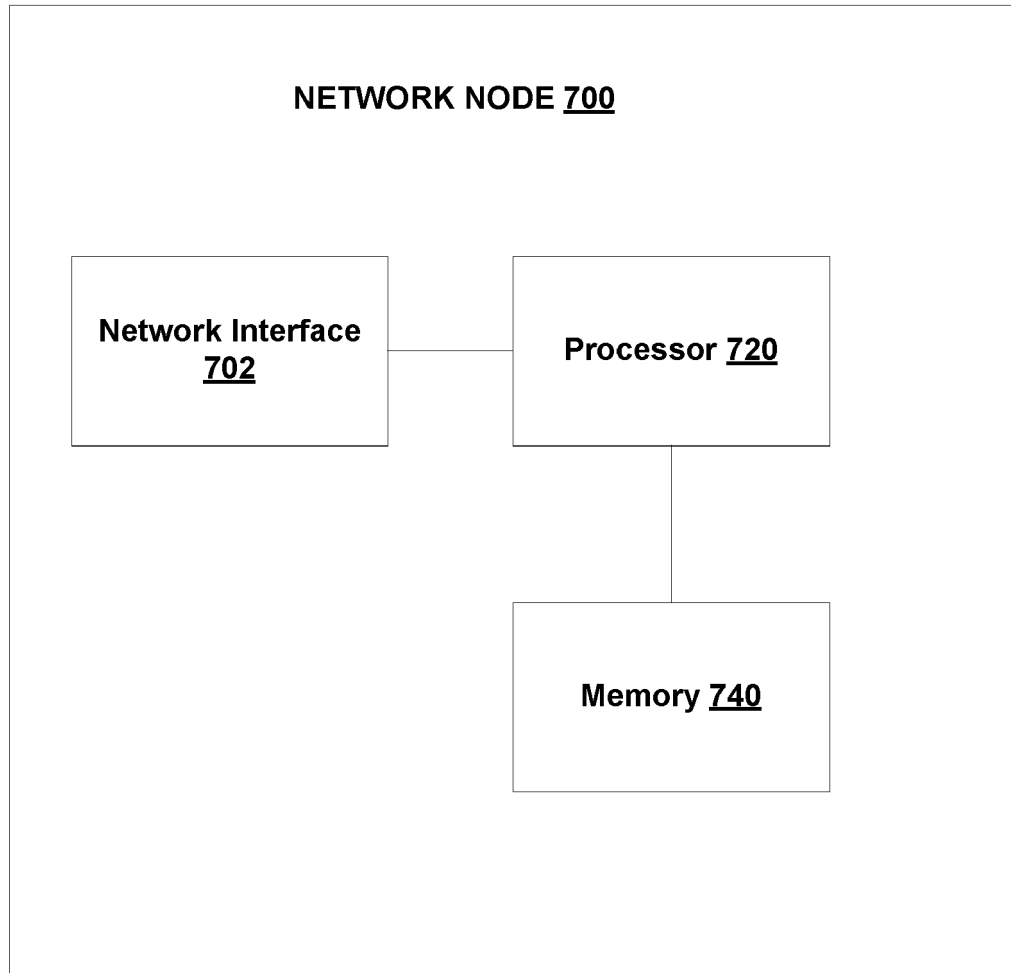 NETWORK NODE 700
Network Interface
702
Processor 720
Memory 740